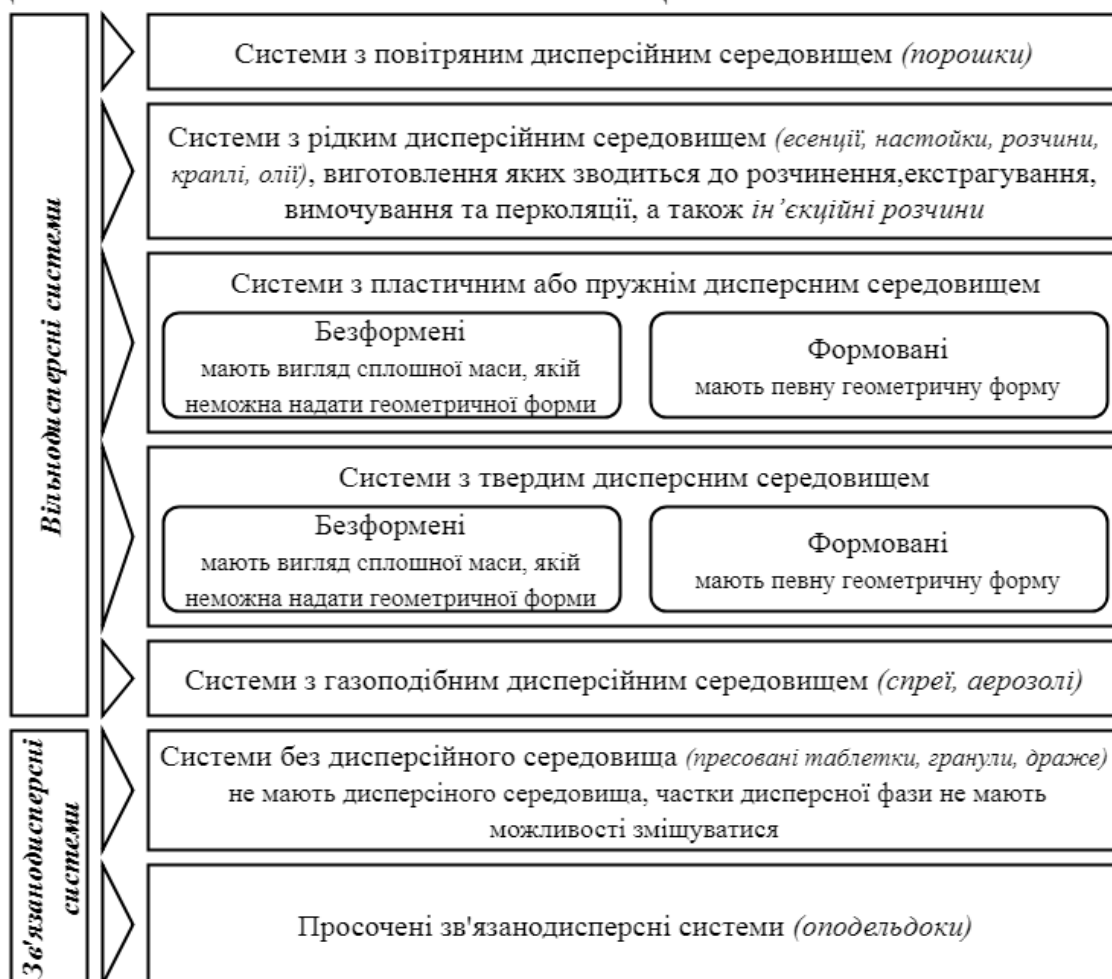 Вільнодисперсні системи
Системи з повітряним дисперсійним середовищем (порошки)
Системи з рідким дисперсійним середовищем (есенції, настойки, розчини,
краплі, олії), виготовлення яких зводиться до розчинення,екстрагування,
вимочування та перколяції, а також ін’єкційні розчини
Системи з пластичним або пружнім дисперсним середовищем
Безформені
мають вигляд сплошної маси, якій
неможна надати геометричної форми
Формовані
мають певну геометричну форму
Системи з твердим дисперсним середовищем
Безформені
мають вигляд сплошної маси, якій
неможна надати геометричної форми
Формовані
мають певну геометричну форму
Системи з газоподібним дисперсійним середовищем (спреї, аерозолі)
Зв'язанодисперсні
системи
Системи без дисперсійного середовища (пресовані таблетки, гранули, драже)
не мають дисперсіного середовища, частки дисперсної фази не мають
можливості зміщуватися
Просочені зв'язанодисперсні системи (оподельдоки)